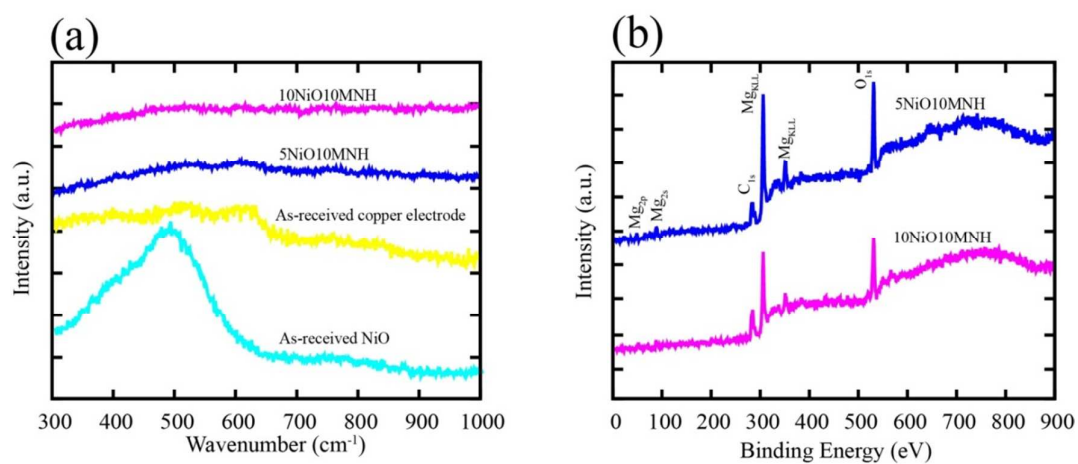 (a)
10NiO10MNH
5NiO10MNH
As-received copper electrode
As-received NiO
Intensity (a.u.)
300 400 500 600 700 800 900 1000
Wavenumber (cm⁻¹)
(b)
Mg₂ₚ
Mg₂ₛ
C₁ₛ
Mg_KLL
Mg_KLL
O₁ₛ
5NiO10MNH
10NiO10MNH
Intensity (a.u.)
0 100 200 300 400 500 600 700 800 900
Binding Energy (eV)